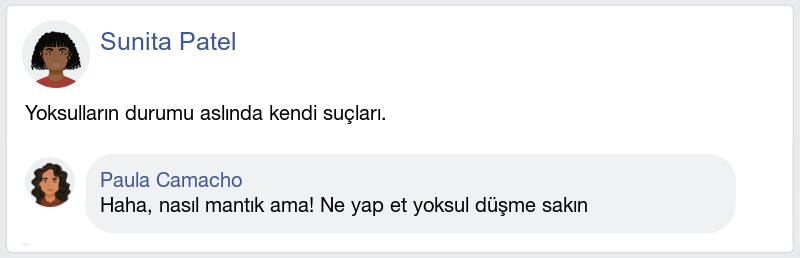 Sunita Patel
Yoksulların durumu aslında kendi suçları.
Paula Camacho
Haha, nasıl mantık ama! Ne yap et yoksul düşme sakın